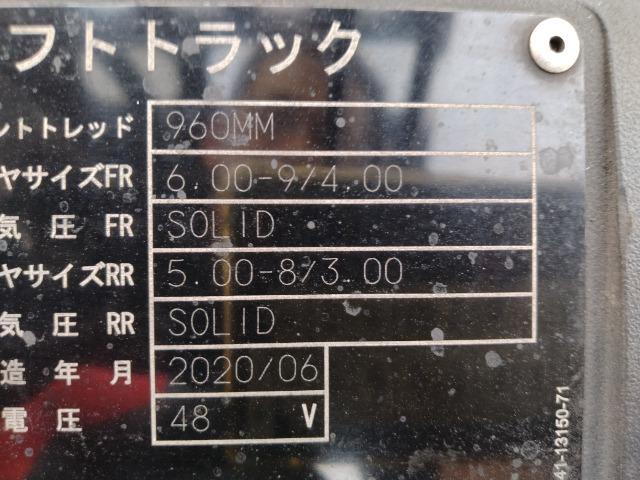 フトトラック
ントトレッド 960MM
ヤサイズFR 6.00-9/4.00
気 圧 FR SOLID
ヤサイズRR 5.00-8/3.00
気 圧 RR SOLID
造 年 月 2020/06
電 圧 48 V
41-13150-71